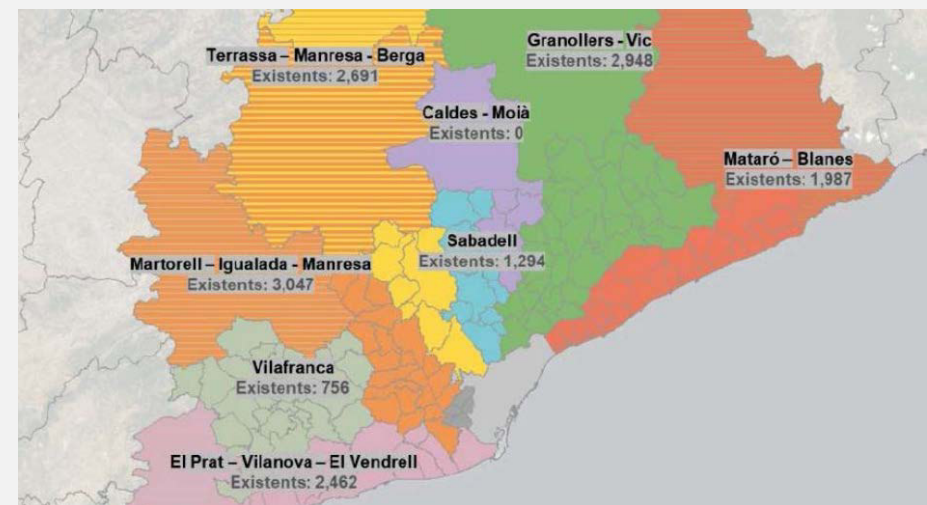 Terrassa – Manresa - Berga
Existents: 2,691
Granollers - Vic
Existents: 2,948
Caldes - Moià
Existents: 0
Mataró – Blanes
Existents: 1,987
Sabadell
Existents: 1,294
Martorell – Igualada - Manresa
Existents: 3,047
Vilafranca
Existents: 756
El Prat – Vilanova – El Vendrell
Existents: 2,462